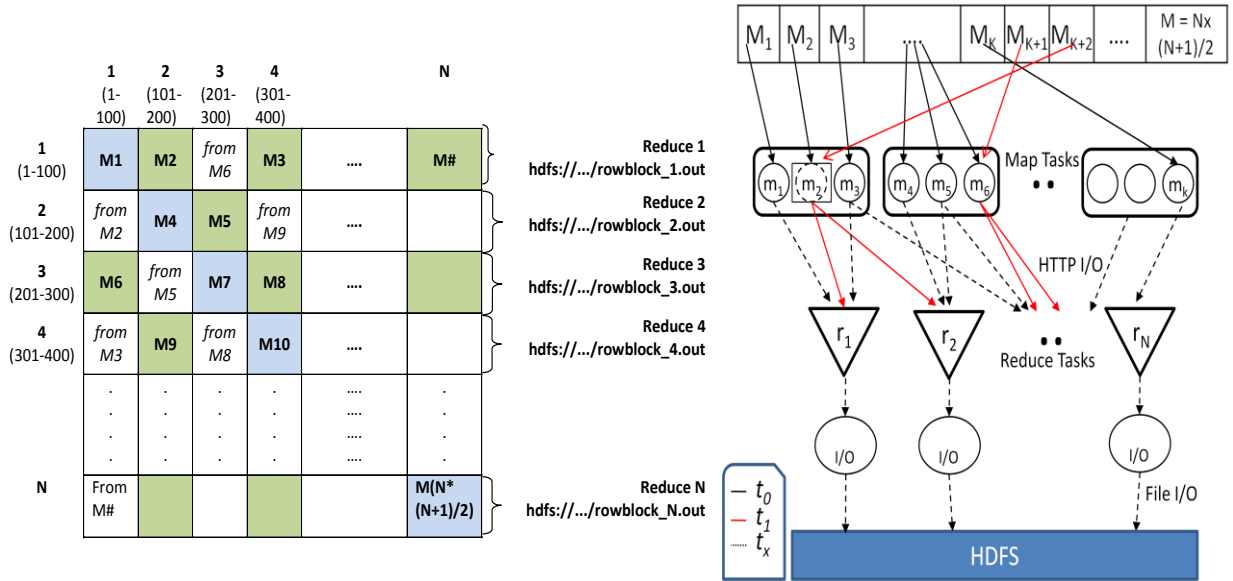 1 2 3 4 N
(1- (101- (201- (301-
100) 200) 300) 400)
1
(1-100)
M1 M2 from M3 .... M#
M6
Reduce 1
hdfs://.../rowblock_1.out
2
(101-200)
from M4 M5 from ....
M2 M9
Reduce 2
hdfs://.../rowblock_2.out
3
(201-300)
M6 from M7 M8 ....
M5
Reduce 3
hdfs://.../rowblock_3.out
4
(301-400)
from M9 from M10 ....
M3 M8
Reduce 4
hdfs://.../rowblock_4.out
. . . . .... .
. . . . .... .
. . . . .... .
. . . . .... .
N
From M(N*
M# (N+1)/2)
Reduce N
hdfs://.../rowblock_N.out
M1 M2 M3 .... MK MK+1 MK+2 .... M = Nx
(N+1)/2
Map Tasks
m1 m2 m3 m4 m5 m6 .. mk
HTTP I/O
r1 r2 .. rN
Reduce Tasks
I/O I/O I/O
File I/O
t0
t1
tx
HDFS